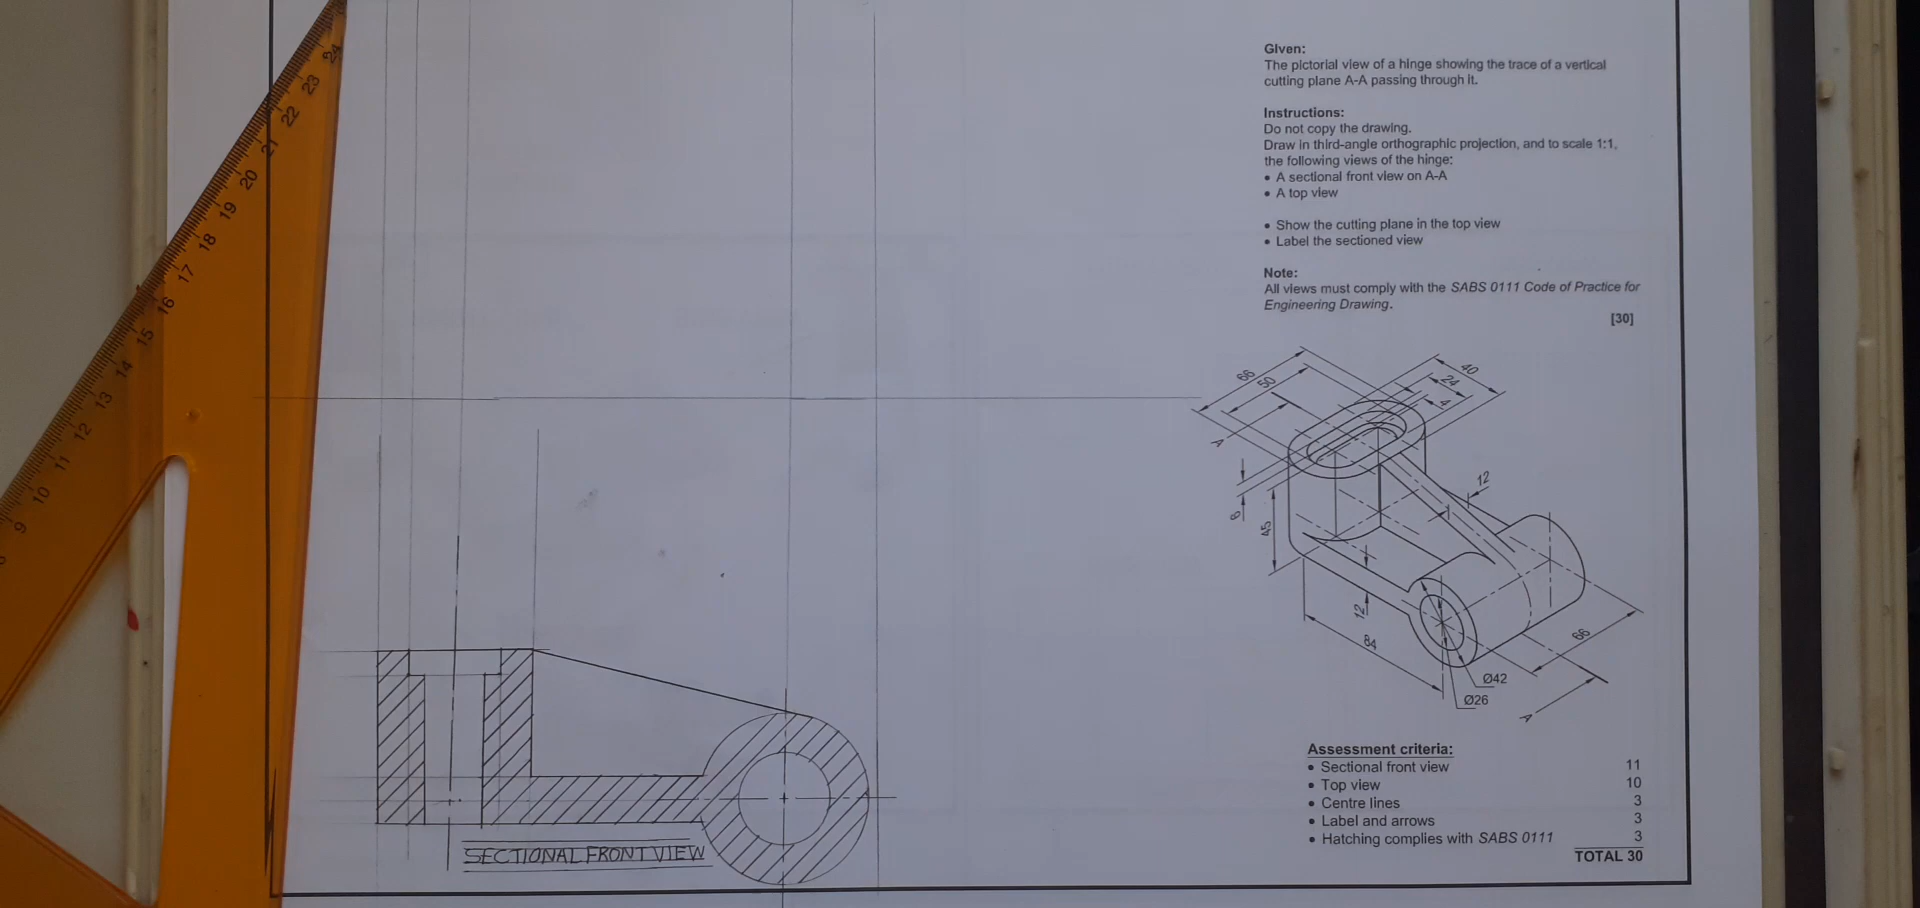 Given:
The pictorial view of a hinge showing the trace of a vertical
cutting plane A-A passing through it.
Instructions:
Do not copy the drawing.
Draw in third-angle orthographic projection, and to scale 1:1,
the following views of the hinge:
• A sectional front view on A-A
• A top view
• Show the cutting plane in the top view
• Label the sectioned view
Note:
All views must comply with the SABS 0111 Code of Practice for
Engineering Drawing.
[30]
66
50
40
24
4
A
12
6
45
12
84
66
Ø42
Ø26
A
Assessment criteria:
• Sectional front view 11
• Top view 10
• Centre lines 3
• Label and arrows 3
• Hatching complies with SABS 0111 3
TOTAL 30
SECTIONAL FRONT VIEW
24
23
22
21
20
19
18
17
16
15
14
13
12
11
10
9